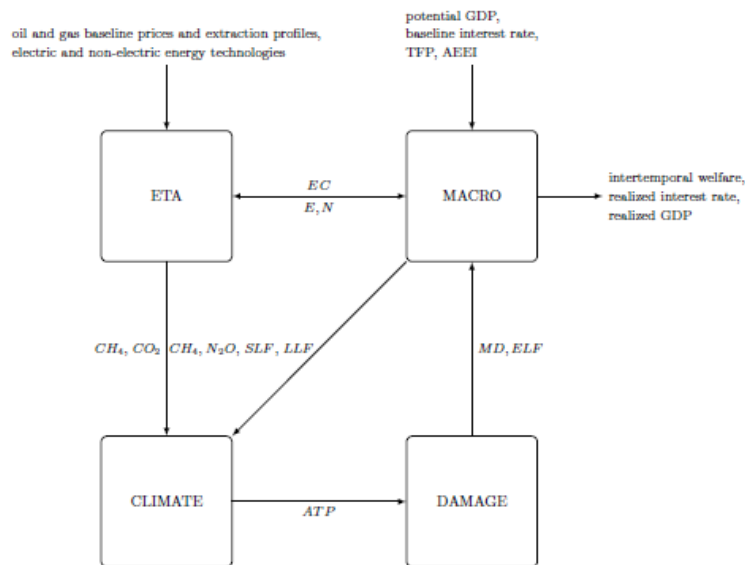 oil and gas baseline prices and extraction profiles,
electric and non-electric energy technologies
potential GDP,
baseline interest rate,
TFP, AEEI
ETA
EC
E, N
MACRO
intertemporal welfare,
realized interest rate,
realized GDP
CH₄, CO₂
CH₄, N₂O, SLF, LLF
MD, ELF
CLIMATE
ATP
DAMAGE